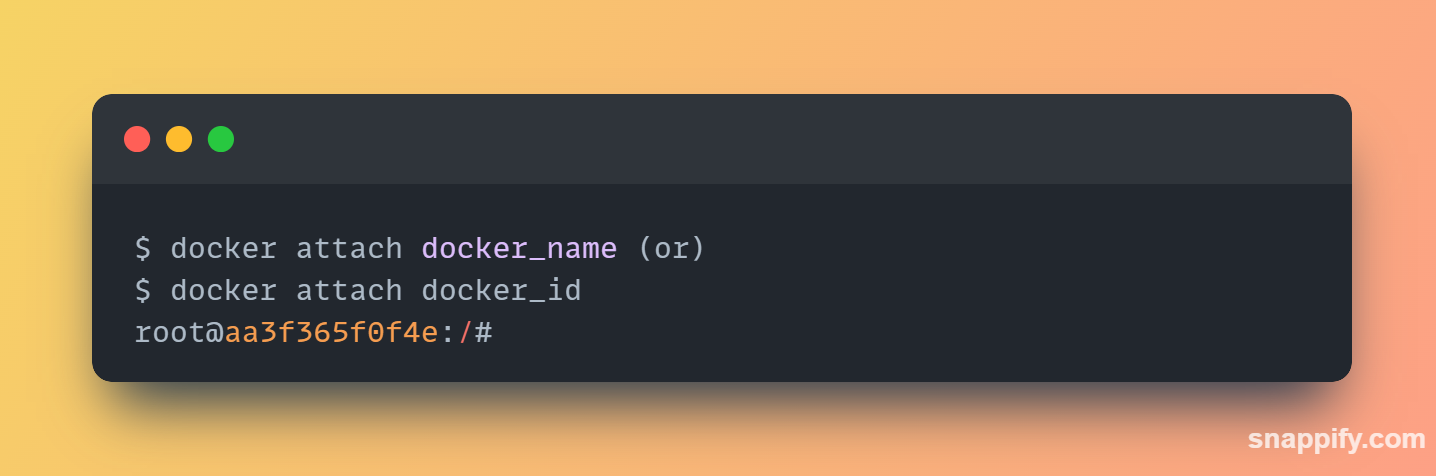 $ docker attach docker_name (or)
$ docker attach docker_id
root@aa3f365f0f4e:/#
snappify.com